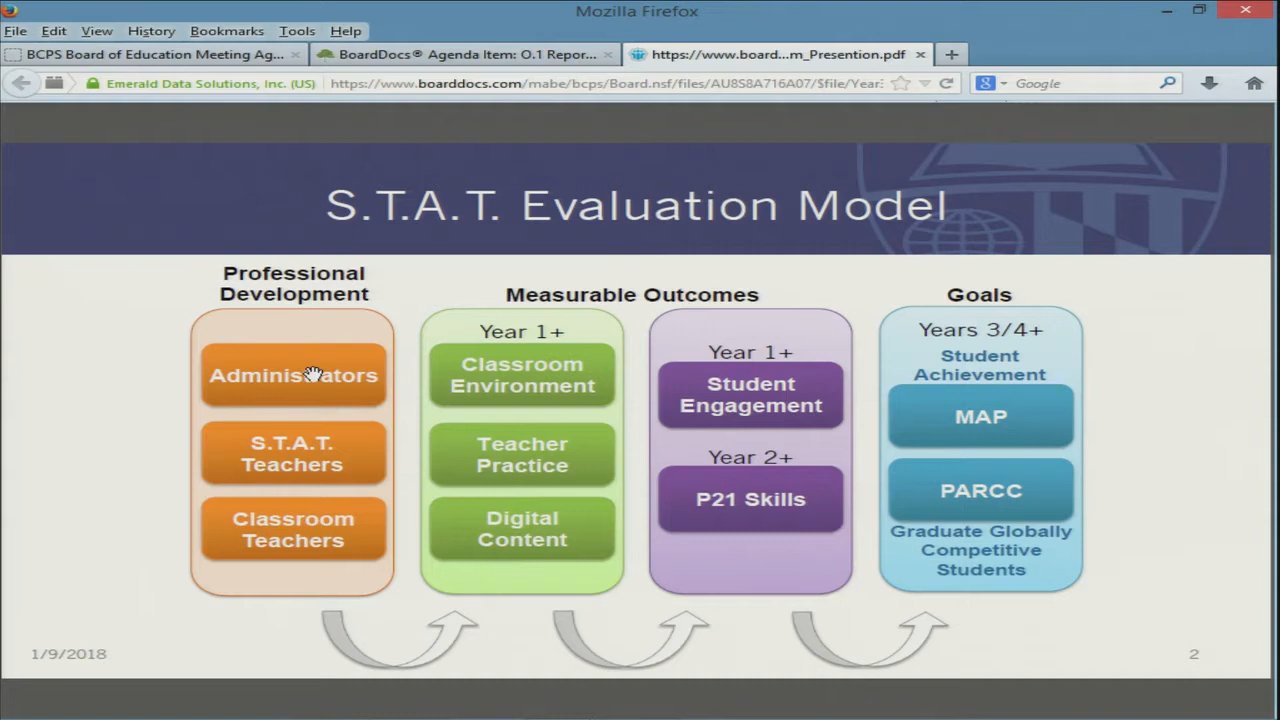 Mozilla Firefox
File Edit View History Bookmarks Tools Help
BCPS Board of Education Meeting Ag... ×
BoardDocs® Agenda Item: O.1 Repor... ×
https://www.board...m_Presention.pdf ×
Emerald Data Solutions, Inc. (US)
https://www.boarddocs.com/mabe/bcps/Board.nsf/files/AU8S8A716A07/$file/Year:
Google
S.T.A.T. Evaluation Model
Professional
Development
Administrators
S.T.A.T.
Teachers
Classroom
Teachers
Measurable Outcomes
Year 1+
Classroom
Environment
Teacher
Practice
Digital
Content
Year 1+
Student
Engagement
Year 2+
P21 Skills
Goals
Years 3/4+
Student
Achievement
MAP
PARCC
Graduate Globally
Competitive
Students
1/9/2018
2